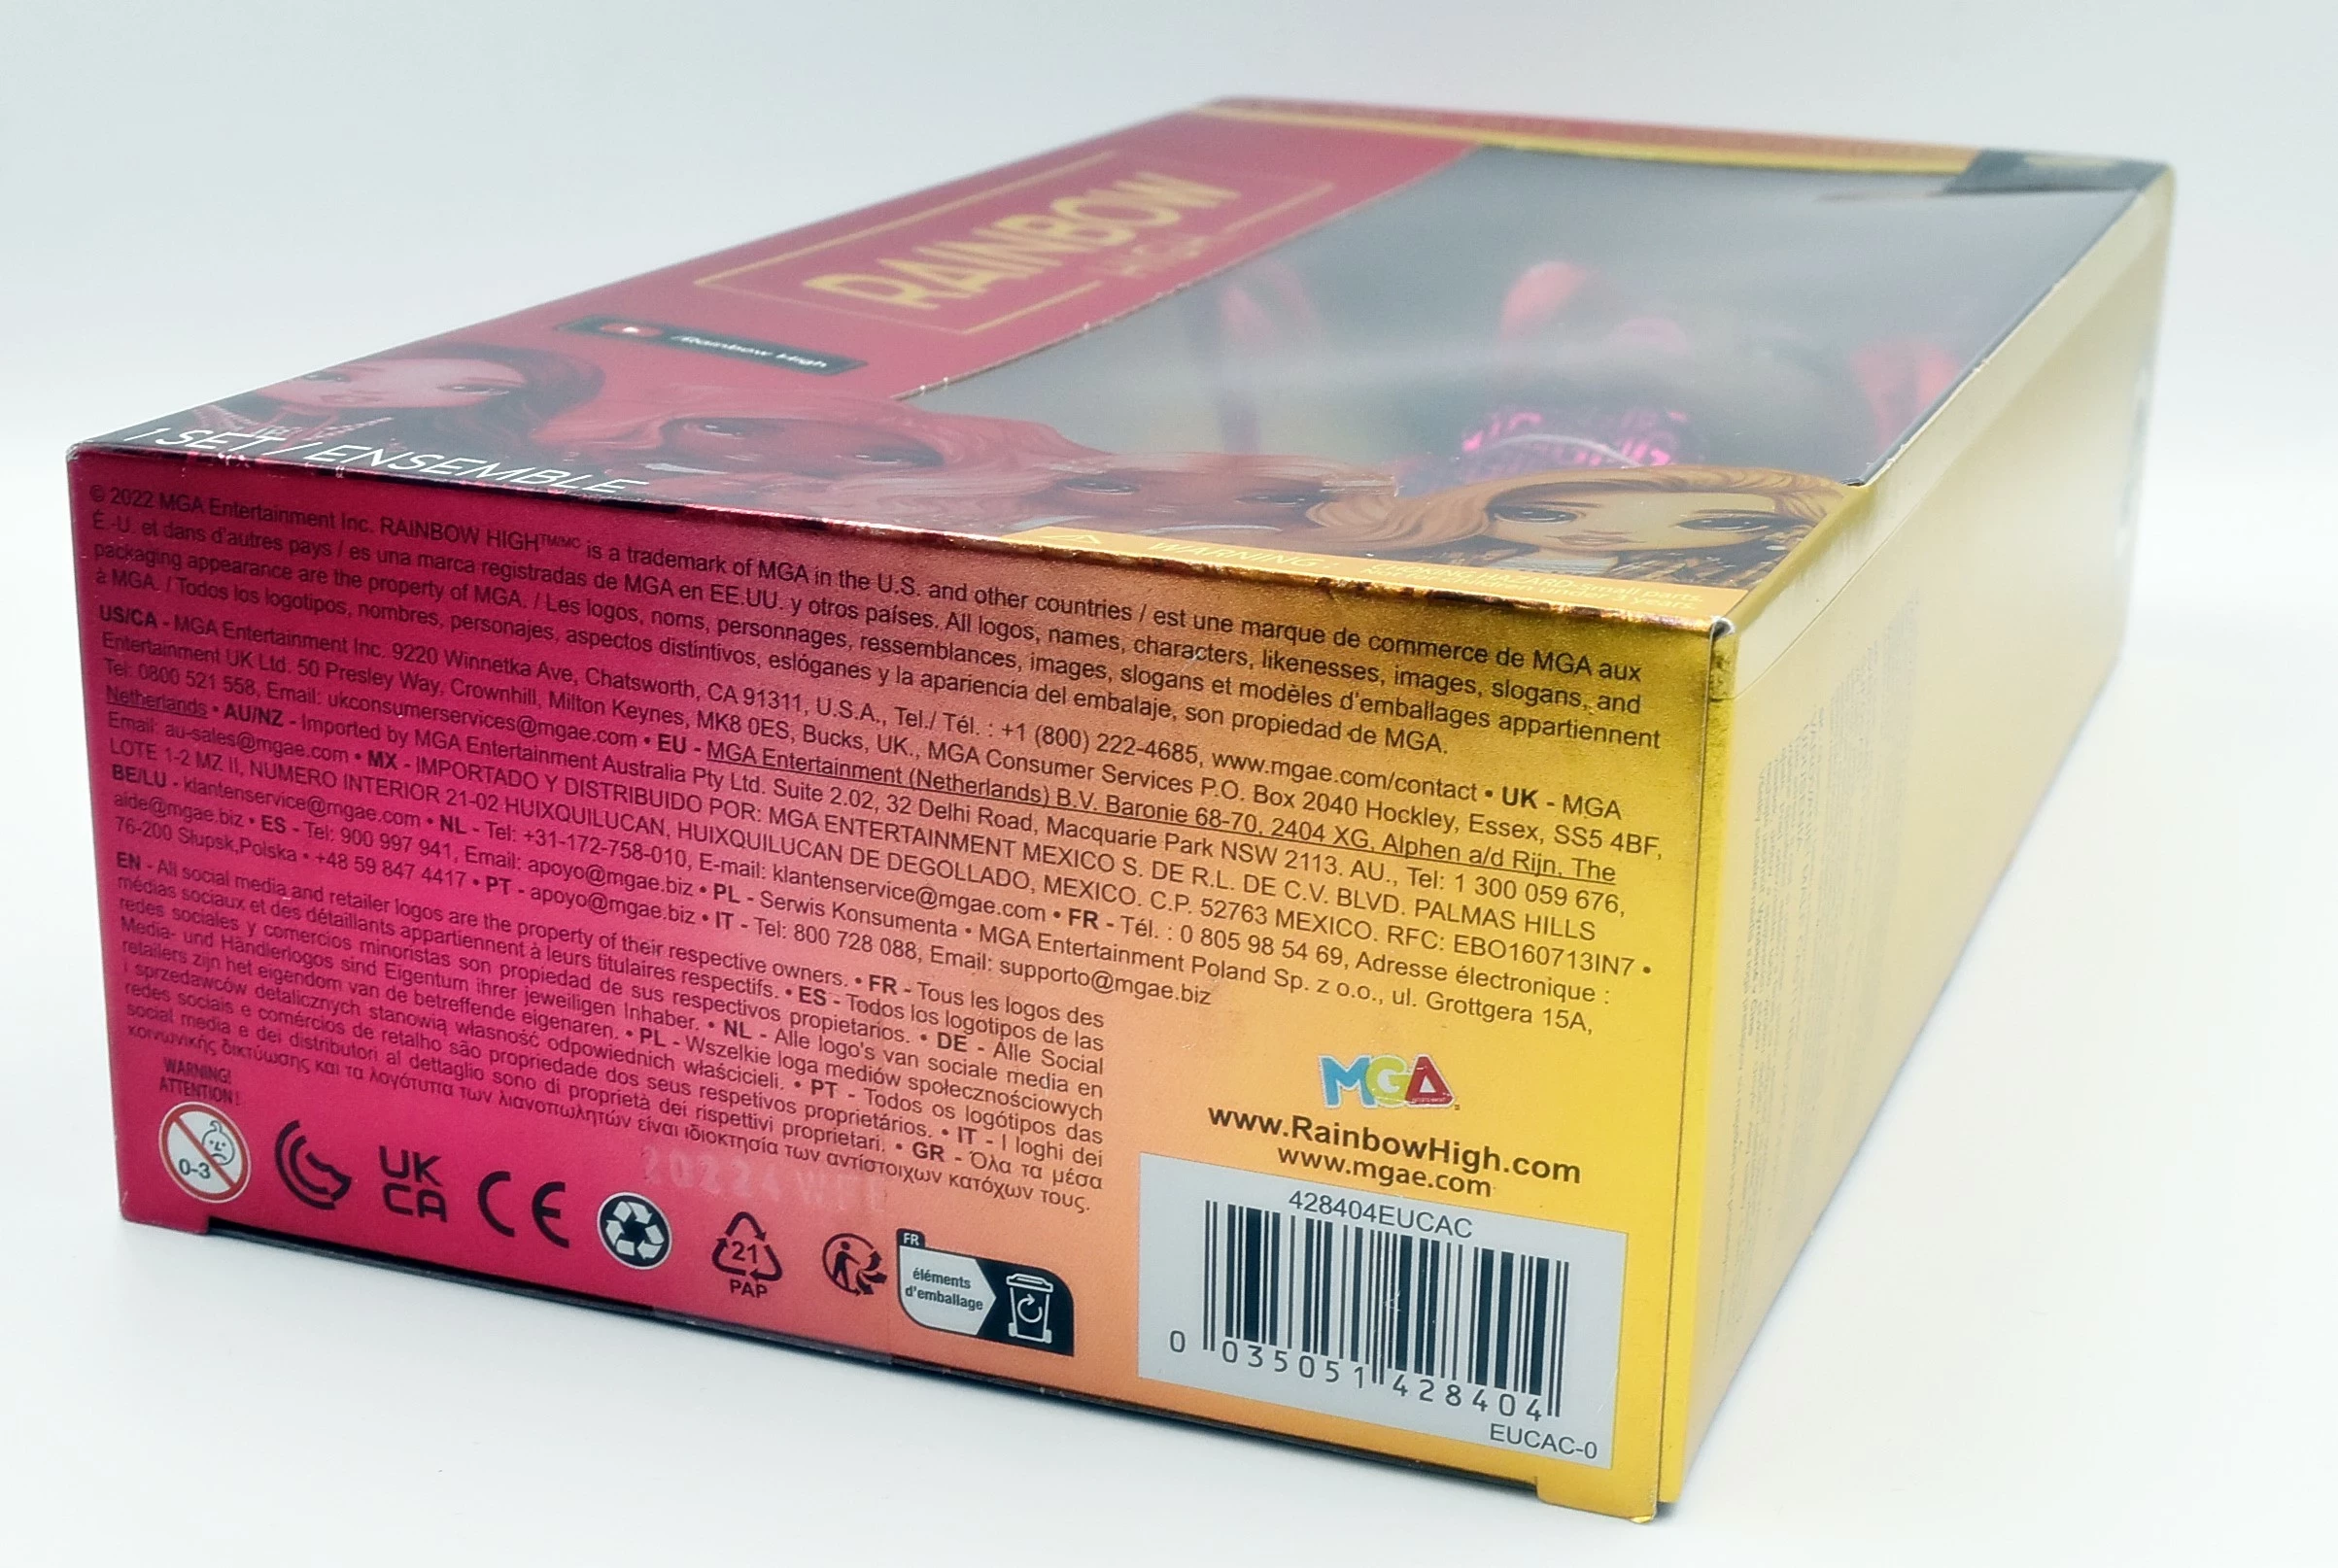 RAINBOW
HIGH
/Rainbow High
1 SET / ENSEMBLE
WARNING: CHOKING HAZARD-Small parts.
Not for children under 3 years.
© 2022 MGA Entertainment Inc. RAINBOW HIGH™/MC is a trademark of MGA in the U.S. and other countries / est une marque de commerce de MGA aux
É.-U. et dans d'autres pays / es una marca registradas de MGA en EE.UU. y otros países. All logos, names, characters, likenesses, images, slogans, and
packaging appearance are the property of MGA. / Les logos, noms, personnages, ressemblances, images, slogans et modèles d'emballages appartiennent
à MGA. / Todos los logotipos, nombres, personajes, aspectos distintivos, eslóganes y la apariencia del embalaje, son propiedad de MGA.
US/CA - MGA Entertainment Inc. 9220 Winnetka Ave, Chatsworth, CA 91311, U.S.A., Tel./ Tél. : +1 (800) 222-4685, www.mgae.com/contact • UK - MGA
Entertainment UK Ltd. 50 Presley Way, Crownhill, Milton Keynes, MK8 0ES, Bucks, UK., MGA Consumer Services P.O. Box 2040 Hockley, Essex, SS5 4BF,
Tel: 0800 521 558, Email: ukconsumerservices@mgae.com • EU - MGA Entertainment (Netherlands) B.V. Baronie 68-70, 2404 XG, Alphen a/d Rijn, The
Netherlands • AU/NZ - Imported by MGA Entertainment Australia Pty Ltd. Suite 2.02, 32 Delhi Road, Macquarie Park NSW 2113. AU., Tel: 1 300 059 676,
Email: au-sales@mgae.com • MX - IMPORTADO Y DISTRIBUIDO POR: MGA ENTERTAINMENT MEXICO S. DE R.L. DE C.V. BLVD. PALMAS HILLS
LOTE 1-2 MZ II, NUMERO INTERIOR 21-02 HUIXQUILUCAN, HUIXQUILUCAN DE DEGOLLADO, MEXICO. C.P. 52763 MEXICO. RFC: EBO160713IN7 •
BE/LU - klantenservice@mgae.com • NL - Tel: +31-172-758-010, E-mail: klantenservice@mgae.com • FR - Tél. : 0 805 98 54 69, Adresse électronique :
aide@mgae.biz • ES - Tel: 900 997 941, Email: apoyo@mgae.biz • PL - Serwis Konsumenta • MGA Entertainment Poland Sp. z o.o., ul. Grottgera 15A,
76-200 Słupsk,Polska • +48 59 847 4417 • PT - apoyo@mgae.biz • IT - Tel: 800 728 088, Email: supporto@mgae.biz
EN - All social media and retailer logos are the property of their respective owners. • FR - Tous les logos des
médias sociaux et des détaillants appartiennent à leurs titulaires respectifs. • ES - Todos los logotipos de las
redes sociales y comercios minoristas son propiedad de sus respectivos propietarios. • DE - Alle Social
Media- und Händlerlogos sind Eigentum ihrer jeweiligen Inhaber. • NL - Alle logo's van sociale media en
retailers zijn het eigendom van de betreffende eigenaren. • PL - Wszelkie loga mediów społecznościowych
i sprzedawców detalicznych stanowią własność odpowiednich właścicieli. • PT - Todos os logótipos das
redes sociais e comércios de retalho são propriedade dos seus respetivos proprietários. • IT - I loghi dei
social media e dei distributori al dettaglio sono di proprietà dei rispettivi proprietari. • GR - Όλα τα μέσα
κοινωνικής δικτύωσης και τα λογότυπα των λιανοπωλητών είναι ιδιοκτησία των αντίστοιχων κατόχων τους.
WARNING!
ATTENTION!
0-3
UK
CA
CE
21
PAP
FR
éléments
d'emballage
MGA
www.RainbowHigh.com
www.mgae.com
428404EUCAC
0 035051 428404
EUCAC-0